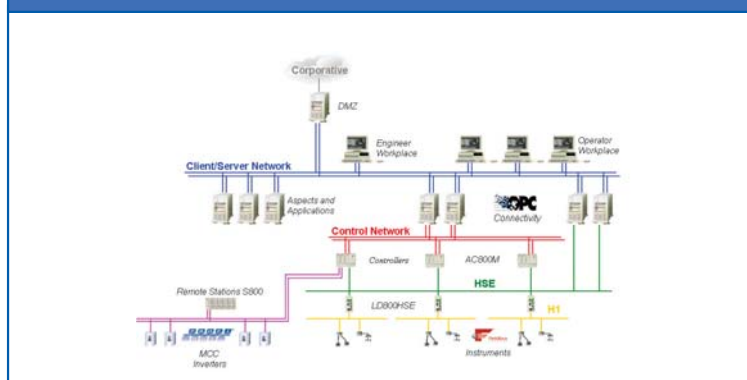 Corporative
DMZ
Engineer
Workplace
Operator
Workplace
Client/Server Network
Aspects and
Applications
OPC
Connectivity
Control Network
Controllers
AC800M
HSE
Remote Stations S800
LD800HSE
H1
MCC
Inverters
Instruments